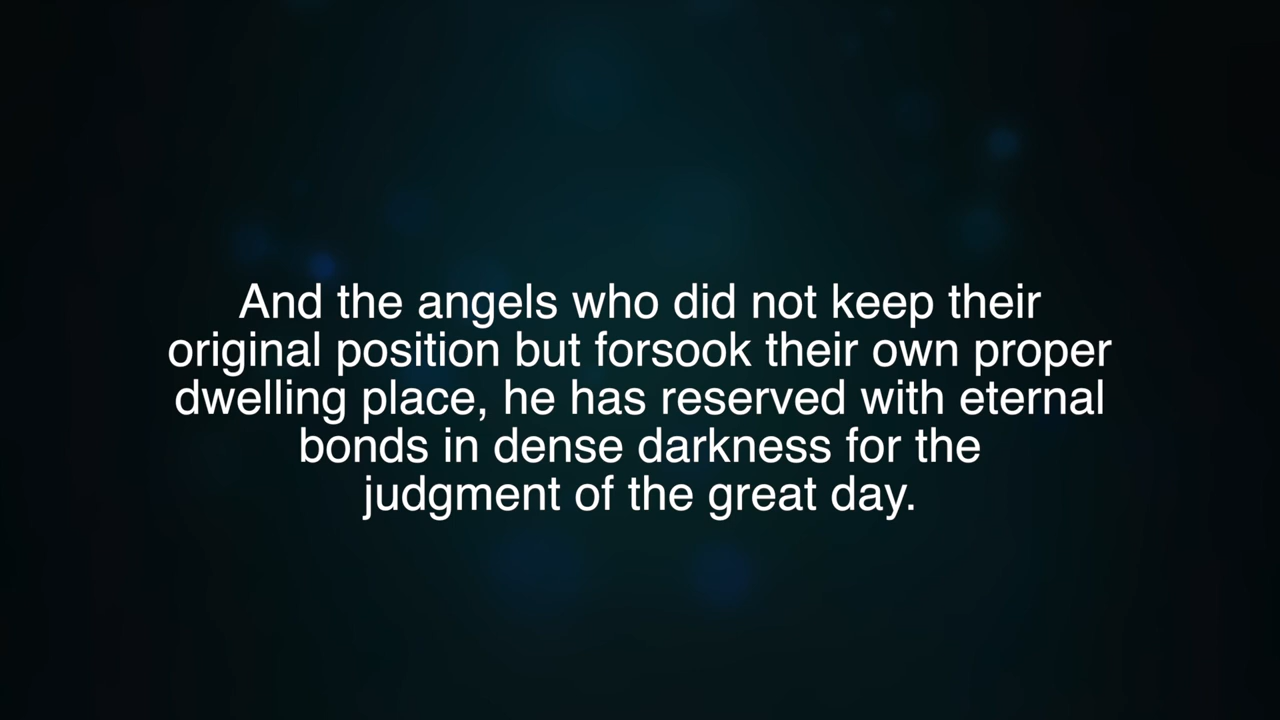 And the angels who did not keep their
original position but forsook their own proper
dwelling place, he has reserved with eternal
bonds in dense darkness for the
judgment of the great day.